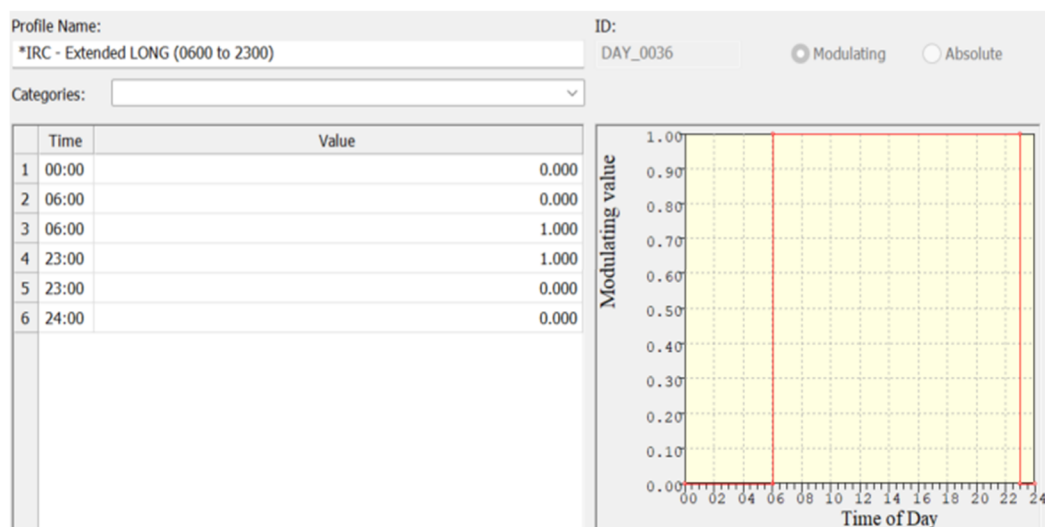 Profile Name:
*IRC - Extended LONG (0600 to 2300)
ID:
DAY_0036
Modulating
Absolute
Categories:
Time Value
1 00:00 0.000
2 06:00 0.000
3 06:00 1.000
4 23:00 1.000
5 23:00 0.000
6 24:00 0.000
Modulating value
1.00
0.90
0.80
0.70
0.60
0.50
0.40
0.30
0.20
0.10
0.00
00 02 04 06 08 10 12 14 16 18 20 22 24
Time of Day